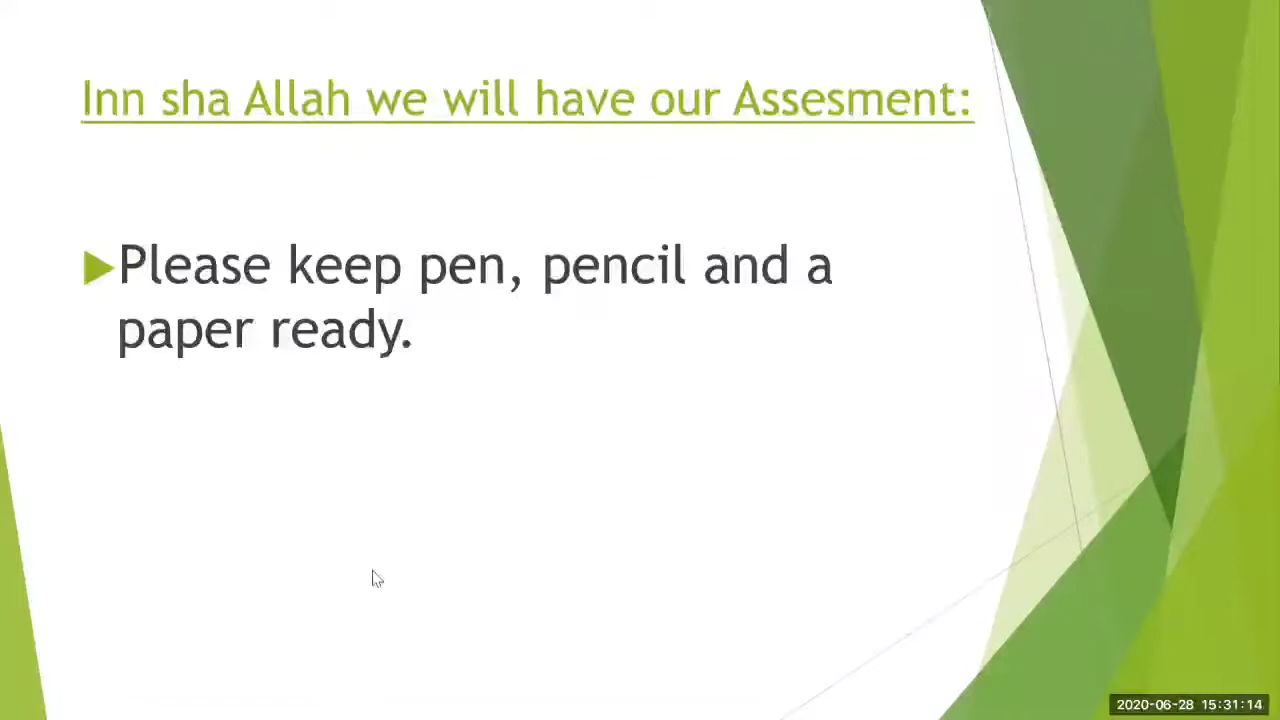 Inn sha Allah we will have our Assesment:
Please keep pen, pencil and a
paper ready.
2020-06-28 15:31:14